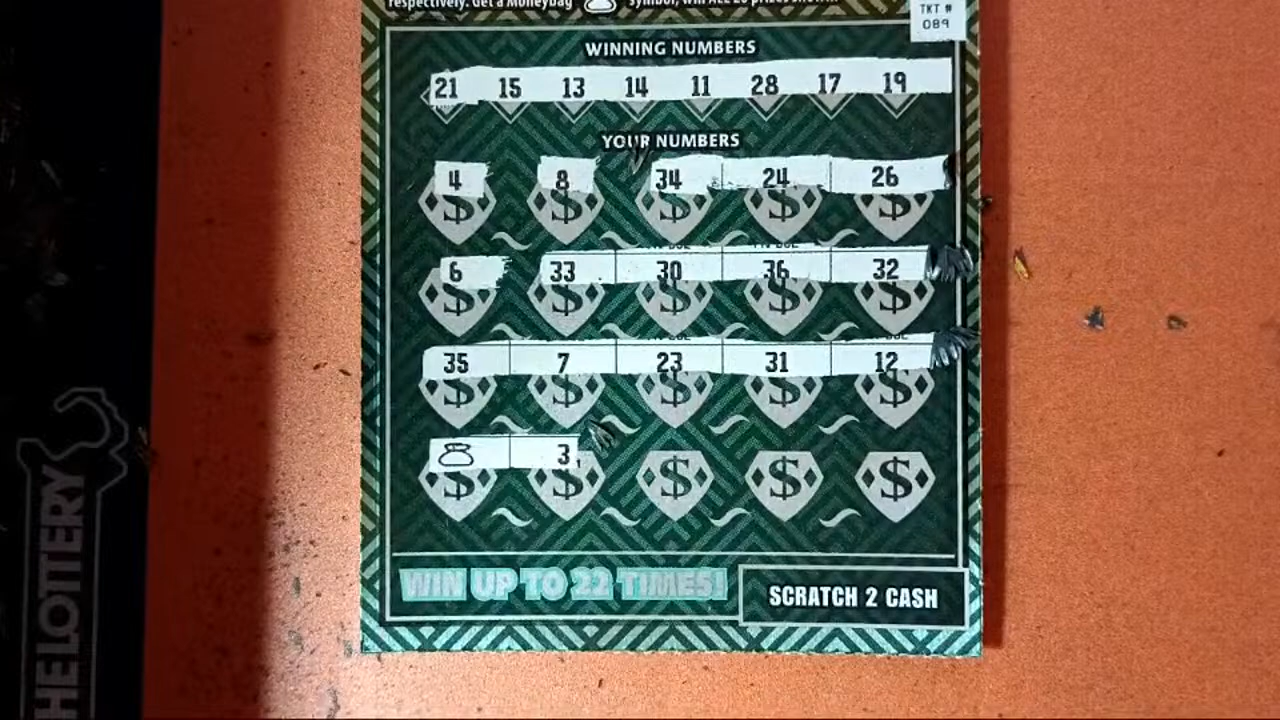 respectively. Get a Moneybag symbol, win ALL 20 prizes shown.
TKT #
089
WINNING NUMBERS
21 15 13 14 11 28 17 19
YOUR NUMBERS
4 8 34 24 26
$ $ $ $ $
6 33 30 36 32
$ $ $ $ $
35 7 23 31 12
$ $ $ $ $
3
$ $ $ $ $
WIN UP TO 22 TIMES!
SCRATCH 2 CASH
HE LOTTERY